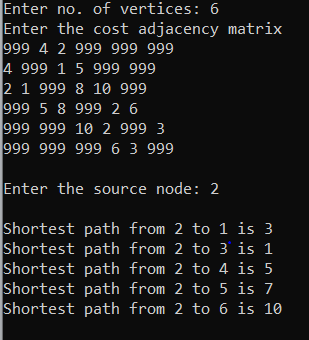 Enter no. of vertices: 6
Enter the cost adjacency matrix
999 4 2 999 999 999
4 999 1 5 999 999
2 1 999 8 10 999
999 5 8 999 2 6
999 999 10 2 999 3
999 999 999 6 3 999
Enter the source node: 2
Shortest path from 2 to 1 is 3
Shortest path from 2 to 3 is 1
Shortest path from 2 to 4 is 5
Shortest path from 2 to 5 is 7
Shortest path from 2 to 6 is 10